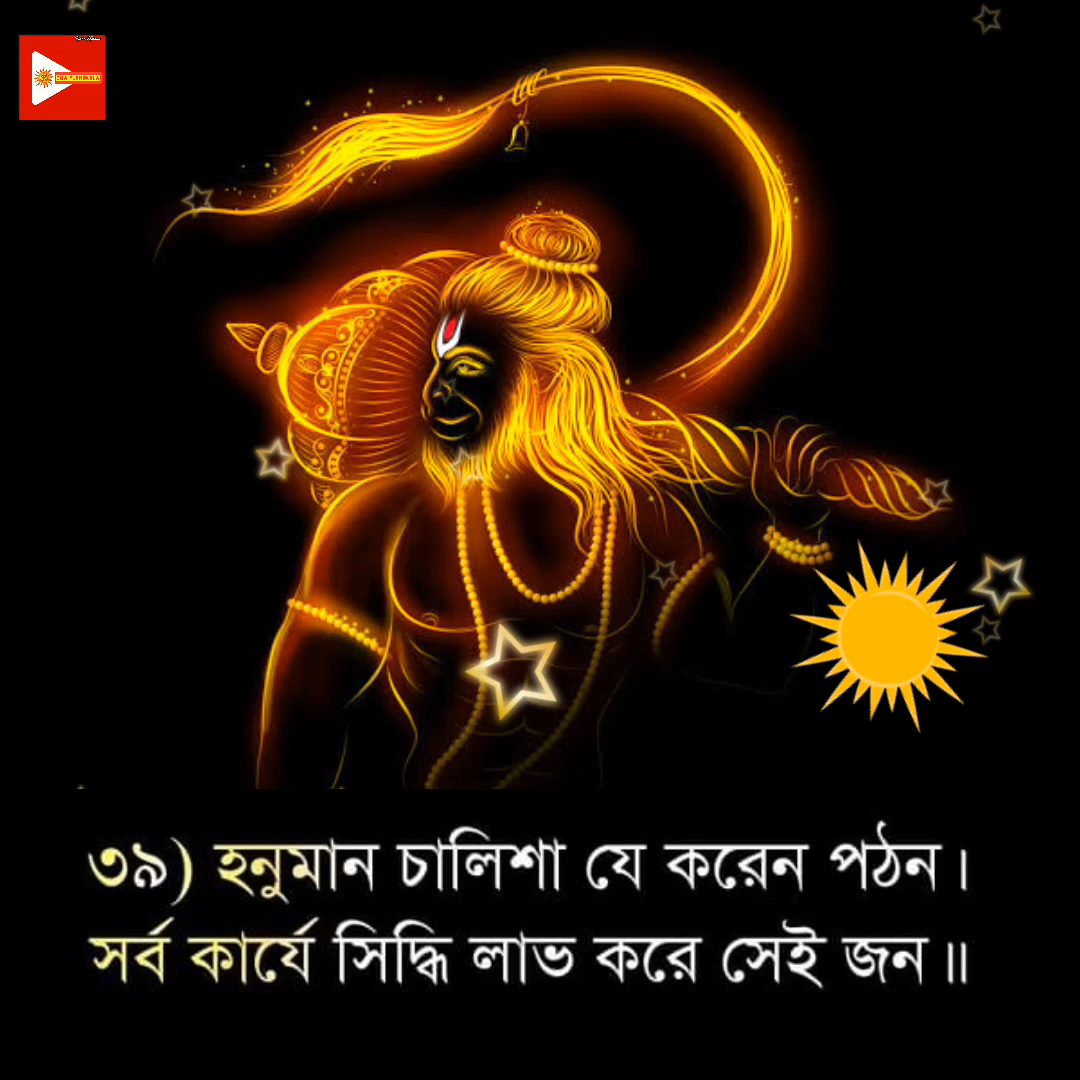 ৩৯) হনুমান চালিশা যে করেন পঠন।
সর্ব কার্যে সিদ্ধি লাভ করে সেই জন॥